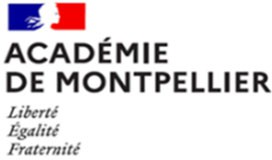 ACADÉMIE
DE MONTPELLIER
Liberté
Égalité
Fraternité